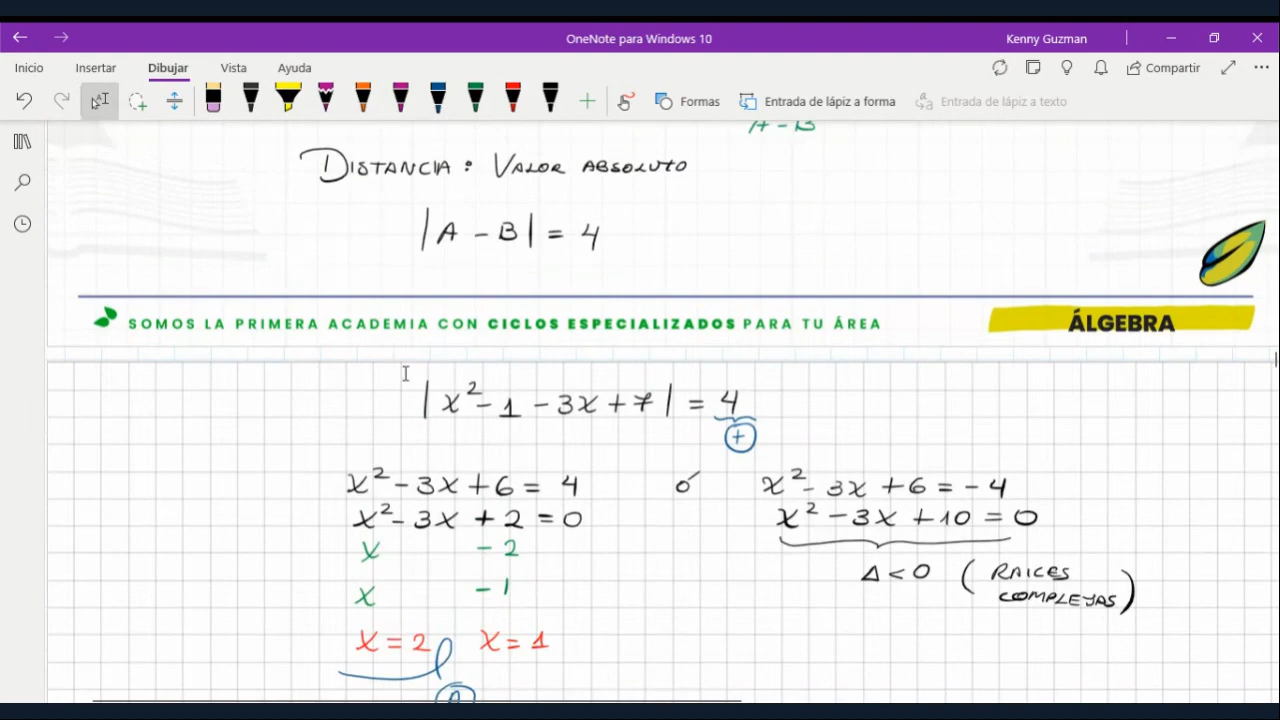 OneNote para Windows 10
Kenny Guzman
Inicio Insertar Dibujar Vista Ayuda
Compartir
Formas Entrada de lápiz a forma Entrada de lápiz a texto
A - B
DISTANCIA : VALOR ABSOLUTO
|A - B| = 4
SOMOS LA PRIMERA ACADEMIA CON CICLOS ESPECIALIZADOS PARA TU ÁREA
ÁLGEBRA
|x² - 1 - 3x + 7| = 4
+
x² - 3x + 6 = 4 ó x² - 3x + 6 = - 4
x² - 3x + 2 = 0 x² - 3x + 10 = 0
x - 2
x - 1
Δ < 0 (RAICES COMPLEJAS)
x = 2 x = 1